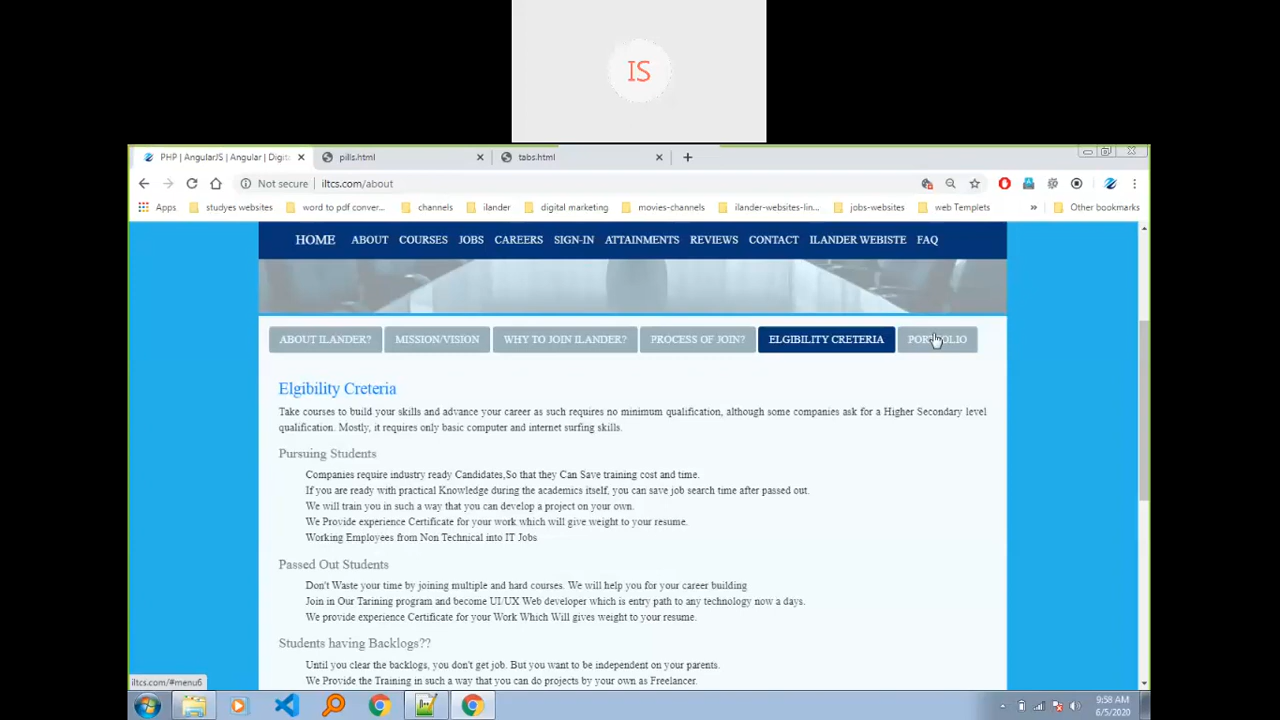 IS
PHP | AngularJS | Angular | Digit
pills.html
tabs.html
Not secure
iltcs.com/about
Apps
studyes websites
word to pdf conver...
channels
ilander
digital marketing
movies-channels
ilander-websites-lin...
jobs-websites
web Templets
»
Other bookmarks
HOME ABOUT COURSES JOBS CAREERS SIGN-IN ATTAINMENTS REVIEWS CONTACT ILANDER WEBISTE FAQ
ABOUT ILANDER? MISSION/VISION WHY TO JOIN ILANDER? PROCESS OF JOIN? ELGIBILITY CRETERIA PORTFOLIO
Elgibility Creteria
Take courses to build your skills and advance your career as such requires no minimum qualification, although some companies ask for a Higher Secondary level
qualification. Mostly, it requires only basic computer and internet surfing skills.
Pursuing Students
Companies require industry ready Candidates,So that they Can Save training cost and time.
If you are ready with practical Knowledge during the academics itself, you can save job search time after passed out.
We will train you in such a way that you can develop a project on your own.
We Provide experience Certificate for your work which will give weight to your resume.
Working Employees from Non Technical into IT Jobs
Passed Out Students
Don't Waste your time by joining multiple and hard courses. We will help you for your career building
Join in Our Tarining program and become UI/UX Web developer which is entry path to any technology now a days.
We provide experience Certificate for your Work Which Will gives weight to your resume.
Students having Backlogs??
Until you clear the backlogs, you don't get job. But you want to be independent on your parents.
We Provide the Training in such a way that you can do projects by your own as Freelancer.
iltcs.com/#menu6
9:58 AM
6/5/2020